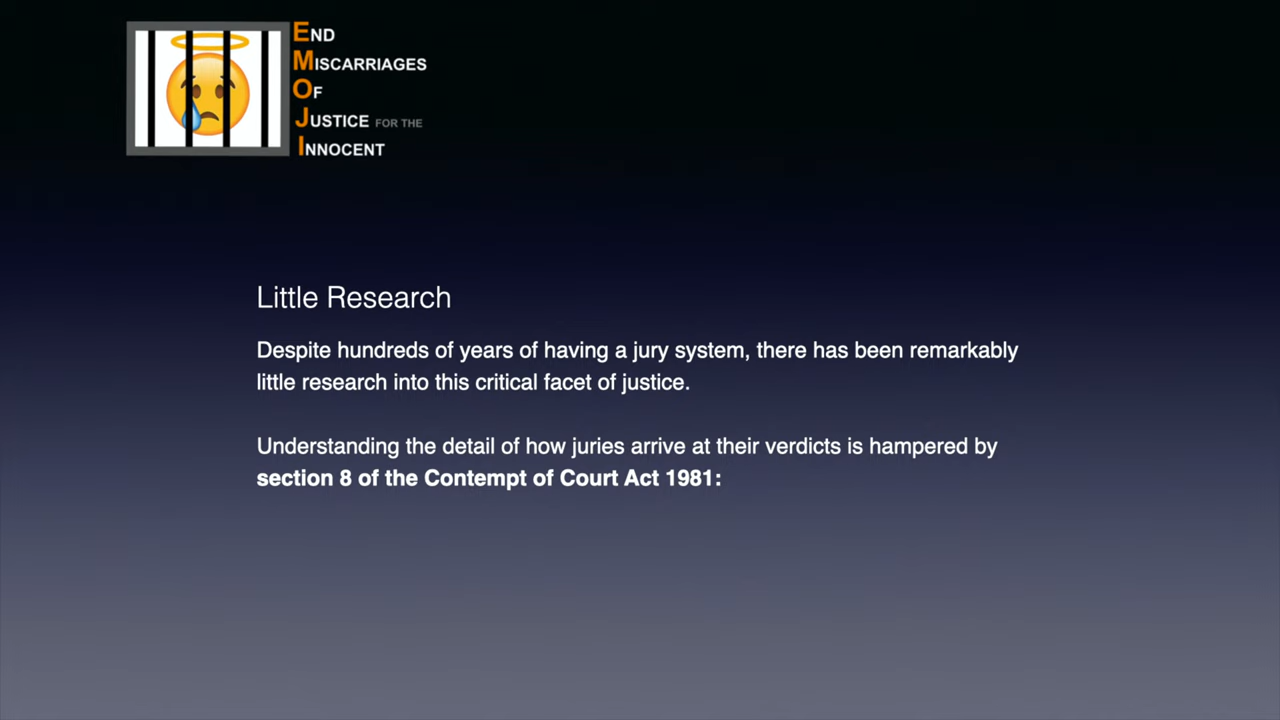 END
MISCARRIAGES
OF
JUSTICE FOR THE
INNOCENT
Little Research
Despite hundreds of years of having a jury system, there has been remarkably
little research into this critical facet of justice.
Understanding the detail of how juries arrive at their verdicts is hampered by
section 8 of the Contempt of Court Act 1981: